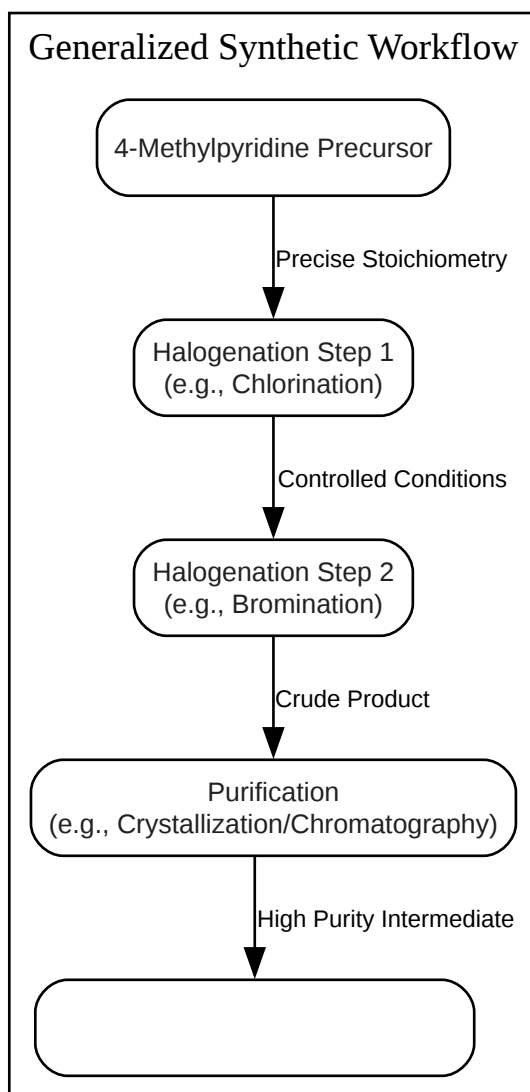 Generalized Synthetic Workflow
4-Methylpyridine Precursor
Precise Stoichiometry
Halogenation Step 1
(e.g., Chlorination)
Controlled Conditions
Halogenation Step 2
(e.g., Bromination)
Crude Product
Purification
(e.g., Crystallization/Chromatography)
High Purity Intermediate